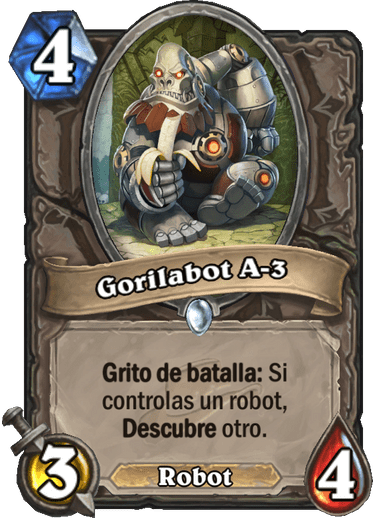 4
Gorilabot A-3
Grito de batalla: Si
controlas un robot,
Descubre otro.
3
Robot
4